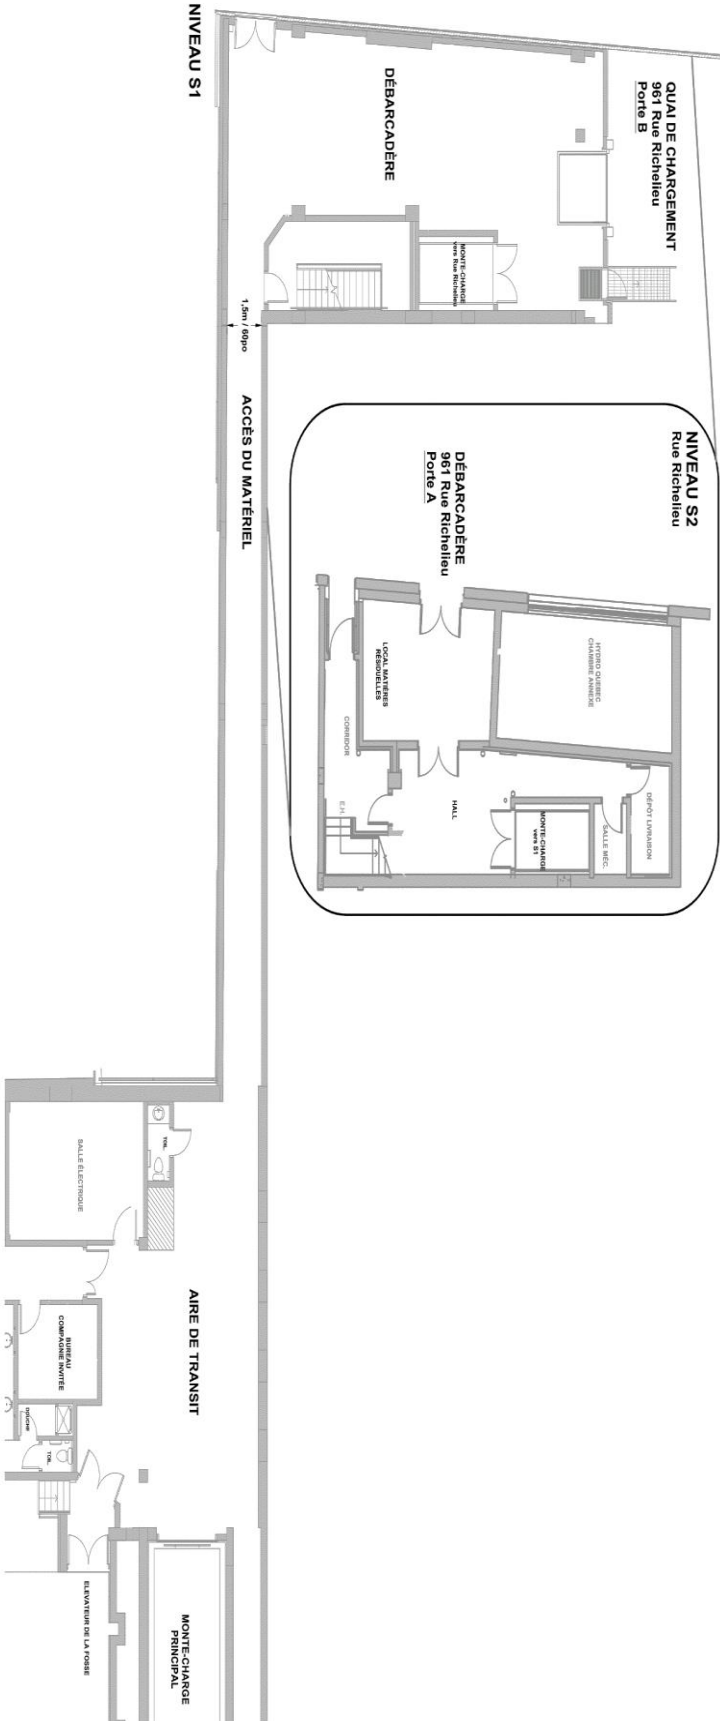 NIVEAU S1
DÉBARCADÈRE
QUAI DE CHARGEMENT
961 Rue Richelieu
Porte B
MONTE-CHARGE
vers Rue Richelieu
1,5m / 60po
ACCÈS DU MATÉRIEL
NIVEAU S2
Rue Richelieu
DÉBARCADÈRE
961 Rue Richelieu
Porte A
HYDRO QUEBEC
CHAMBRE ANNEXE
LOCAL MATIÈRES
RÉSIDUELLES
CORRIDOR
E.H.
HALL
MONTE-CHARGE
vers S1
SALLE MÉC.
DÉPÔT LIVRAISON
SALLE ÉLECTRIQUE
TOIL.
AIRE DE TRANSIT
BUREAU
COMPAGNIE INVITÉE
DOUCHE
TOIL.
ELEVATEUR DE LA FOSSE
MONTE-CHARGE
PRINCIPAL